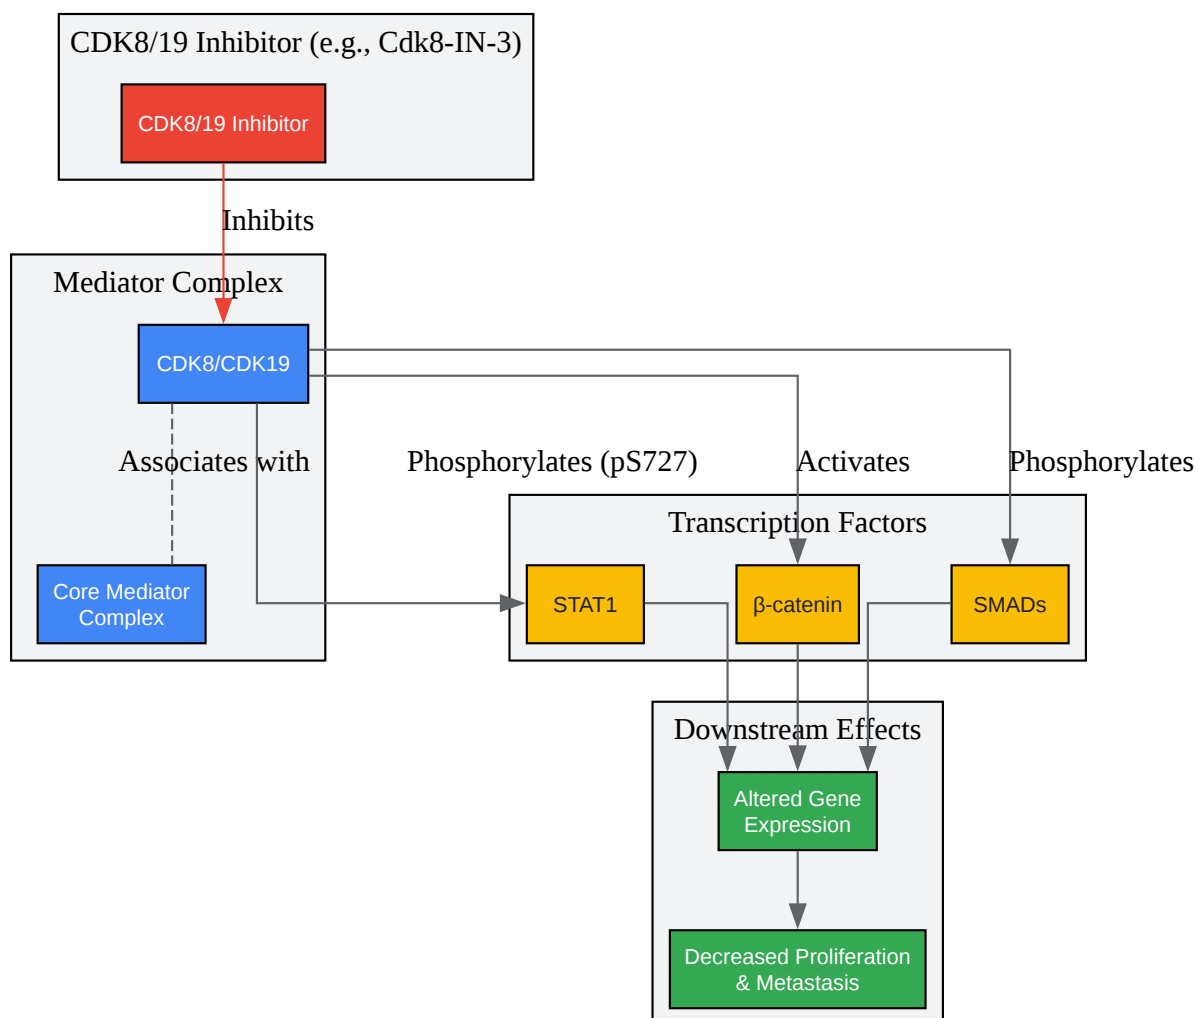 CDK8/19 Inhibitor (e.g., Cdk8-IN-3)
CDK8/19 Inhibitor
Inhibits
Mediator Complex
CDK8/CDK19
Associates with
Phosphorylates (pS727)
Activates
Phosphorylates
Transcription Factors
Core Mediator
Complex
STAT1
β-catenin
SMADs
Downstream Effects
Altered Gene
Expression
Decreased Proliferation
& Metastasis